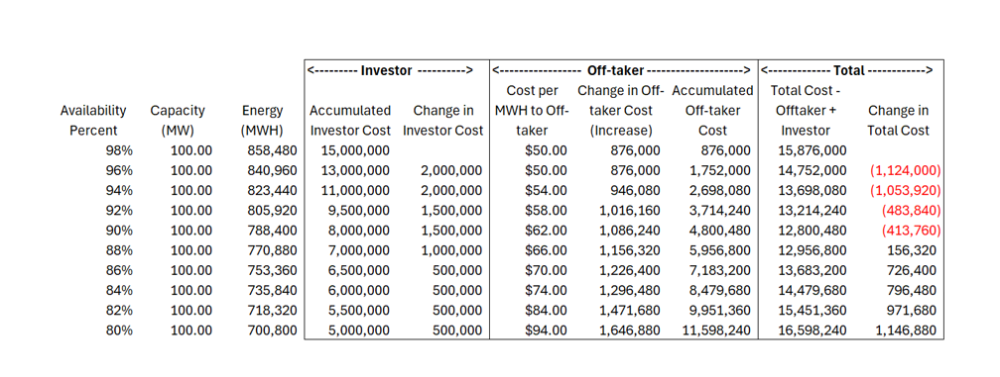 <--------- Investor ----------> <----------------- Off-taker --------------------> <------------- Total ------------>
Cost per Change in Off- Accumulated Total Cost -
Availability Capacity Energy Accumulated Change in MWH to Off- taker Cost Off-taker Offtaker + Change in
Percent (MW) (MWH) Investor Cost Investor Cost taker (Increase) Cost Investor Total Cost
98% 100.00 858,480 15,000,000 $50.00 876,000 876,000 15,876,000
96% 100.00 840,960 13,000,000 2,000,000 $50.00 876,000 1,752,000 14,752,000 (1,124,000)
94% 100.00 823,440 11,000,000 2,000,000 $54.00 946,080 2,698,080 13,698,080 (1,053,920)
92% 100.00 805,920 9,500,000 1,500,000 $58.00 1,016,160 3,714,240 13,214,240 (483,840)
90% 100.00 788,400 8,000,000 1,500,000 $62.00 1,086,240 4,800,480 12,800,480 (413,760)
88% 100.00 770,880 7,000,000 1,000,000 $66.00 1,156,320 5,956,800 12,956,800 156,320
86% 100.00 753,360 6,500,000 500,000 $70.00 1,226,400 7,183,200 13,683,200 726,400
84% 100.00 735,840 6,000,000 500,000 $74.00 1,296,480 8,479,680 14,479,680 796,480
82% 100.00 718,320 5,500,000 500,000 $84.00 1,471,680 9,951,360 15,451,360 971,680
80% 100.00 700,800 5,000,000 500,000 $94.00 1,646,880 11,598,240 16,598,240 1,146,880